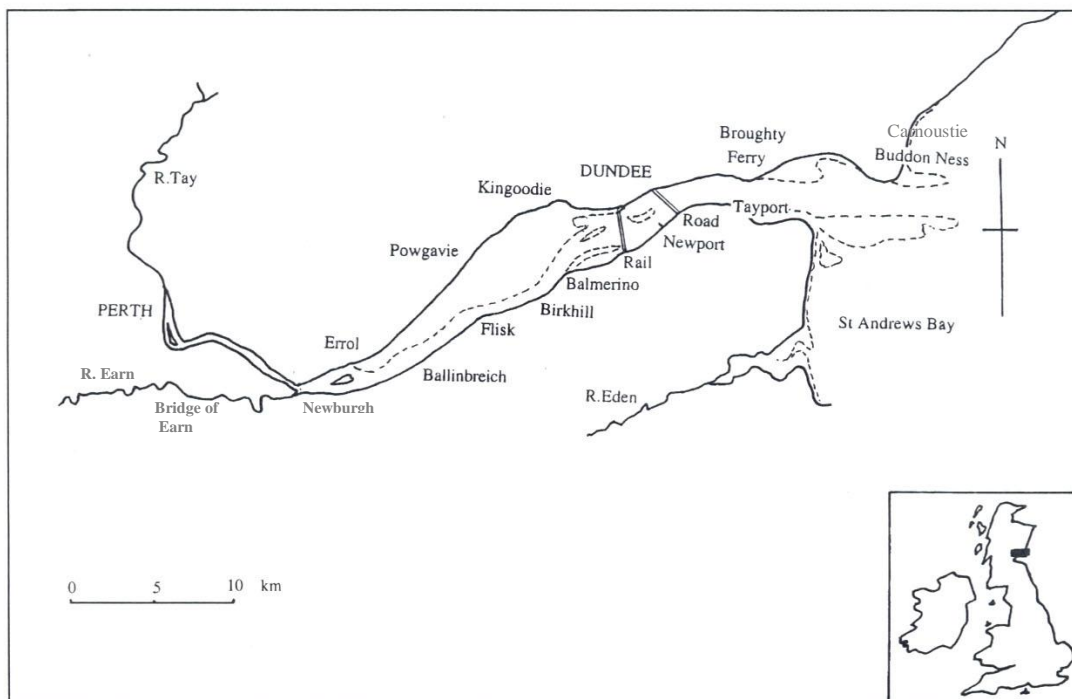 Carnoustie
Broughty
Ferry
Buddon Ness
N
DUNDEE
R.Tay
Kingoodie
Tayport
Road
Newport
Powgavie
Rail
Balmerino
PERTH
Birkhill
St Andrews Bay
Flisk
Errol
Ballinbreich
R. Earn
R.Eden
Bridge of
Earn
Newburgh
0 5 10 km